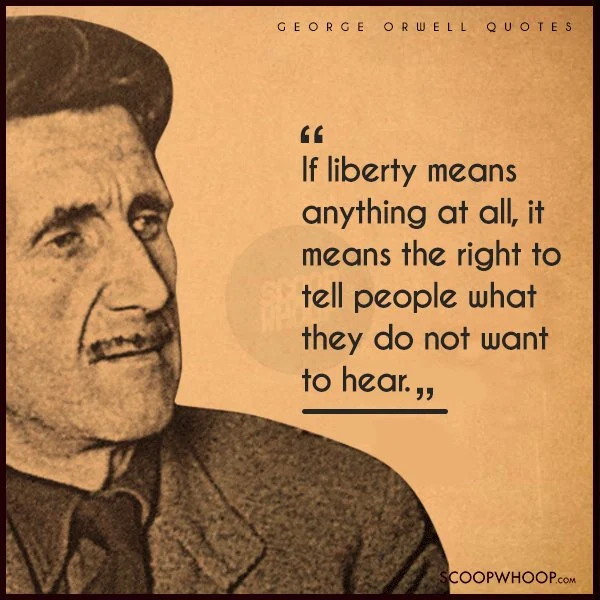 GEORGE ORWELL QUOTES
“
If liberty means
anything at all, it
means the right to
tell people what
they do not want
to hear.„
SCOOPWHOOP.COM